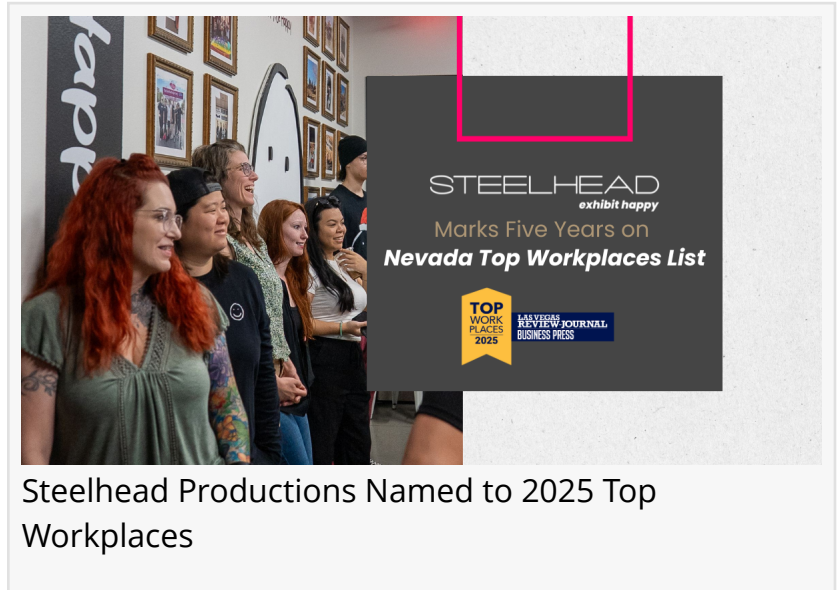 happ
STEELHEAD
exhibit happy
Marks Five Years on
Nevada Top Workplaces List
TOP
WORK
PLACES
2025
LAS VEGAS
REVIEW-JOURNAL
BUSINESS PRESS
Steelhead Productions Named to 2025 Top
Workplaces